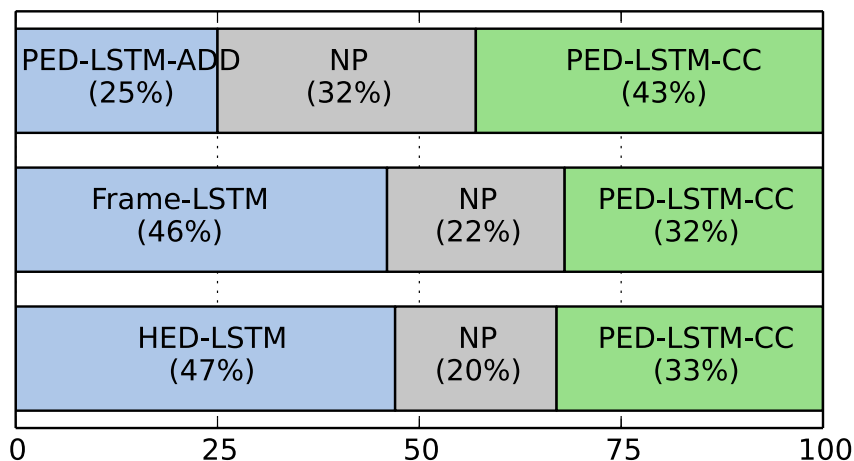 PED-LSTM-ADD NP PED-LSTM-CC
(25%) (32%) (43%)
Frame-LSTM NP PED-LSTM-CC
(46%) (22%) (32%)
HED-LSTM NP PED-LSTM-CC
(47%) (20%) (33%)
0 25 50 75 100